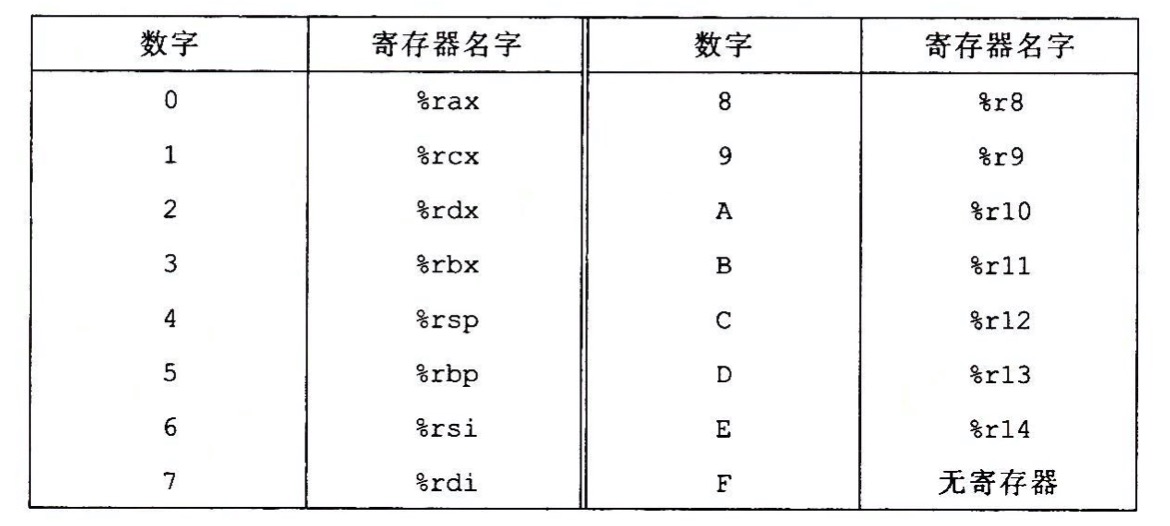 数字 寄存器名字 数字 寄存器名字
0 %rax 8 %r8
1 %rcx 9 %r9
2 %rdx A %r10
3 %rbx B %r11
4 %rsp C %r12
5 %rbp D %r13
6 %rsi E %r14
7 %rdi F 无寄存器